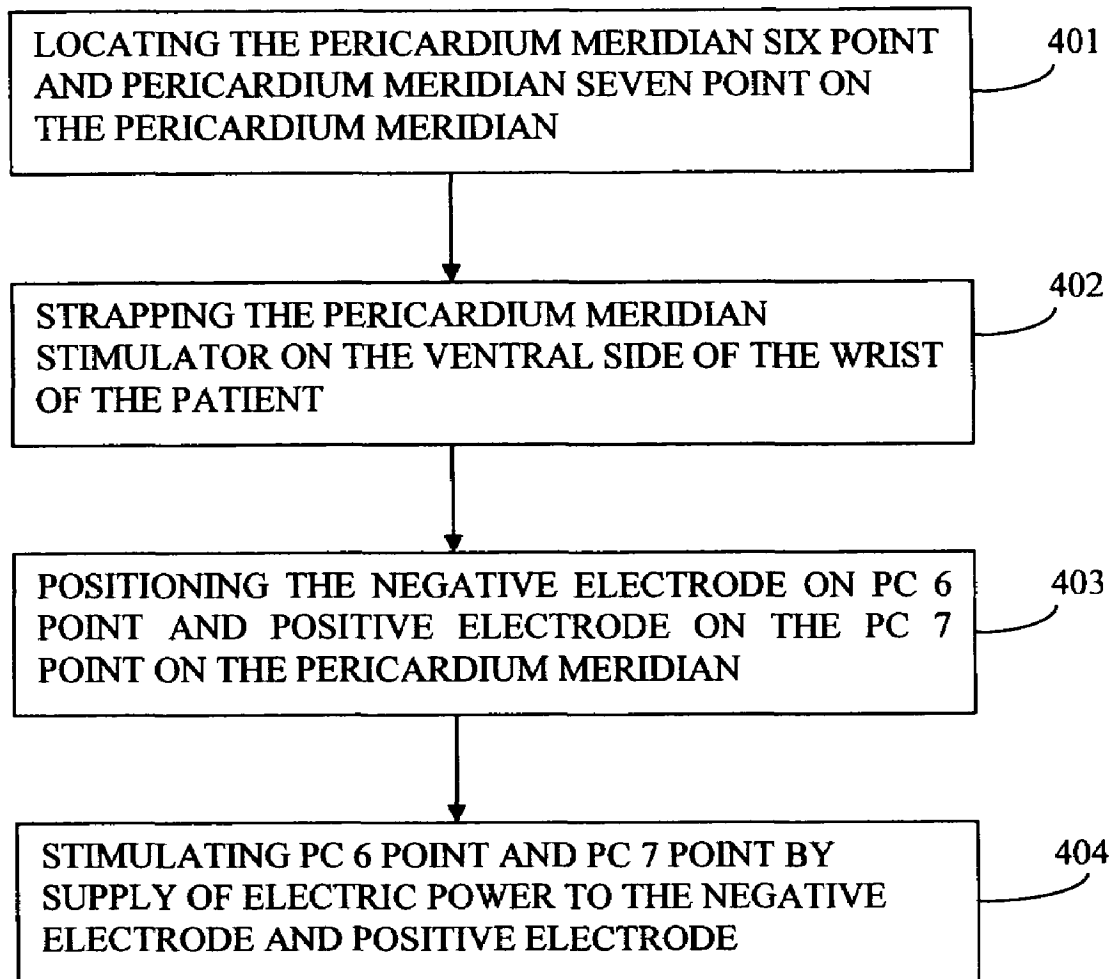 LOCATING THE PERICARDIUM MERIDIAN SIX POINT
AND PERICARDIUM MERIDIAN SEVEN POINT ON
THE PERICARDIUM MERIDIAN
401
STRAPPING THE PERICARDIUM MERIDIAN
STIMULATOR ON THE VENTRAL SIDE OF THE WRIST
OF THE PATIENT
402
POSITIONING THE NEGATIVE ELECTRODE ON PC 6
POINT AND POSITIVE ELECTRODE ON THE PC 7
POINT ON THE PERICARDIUM MERIDIAN
403
STIMULATING PC 6 POINT AND PC 7 POINT BY
SUPPLY OF ELECTRIC POWER TO THE NEGATIVE
ELECTRODE AND POSITIVE ELECTRODE
404